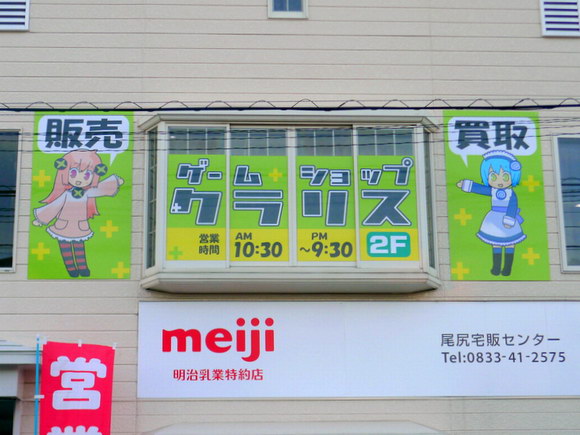 販売
買取
ゲームショップ
クラリス
営業時間 AM 10:30 PM ～9:30 2F
meiji
明治乳業特約店
尾尻宅販センター
Tel:0833-41-2575
営業